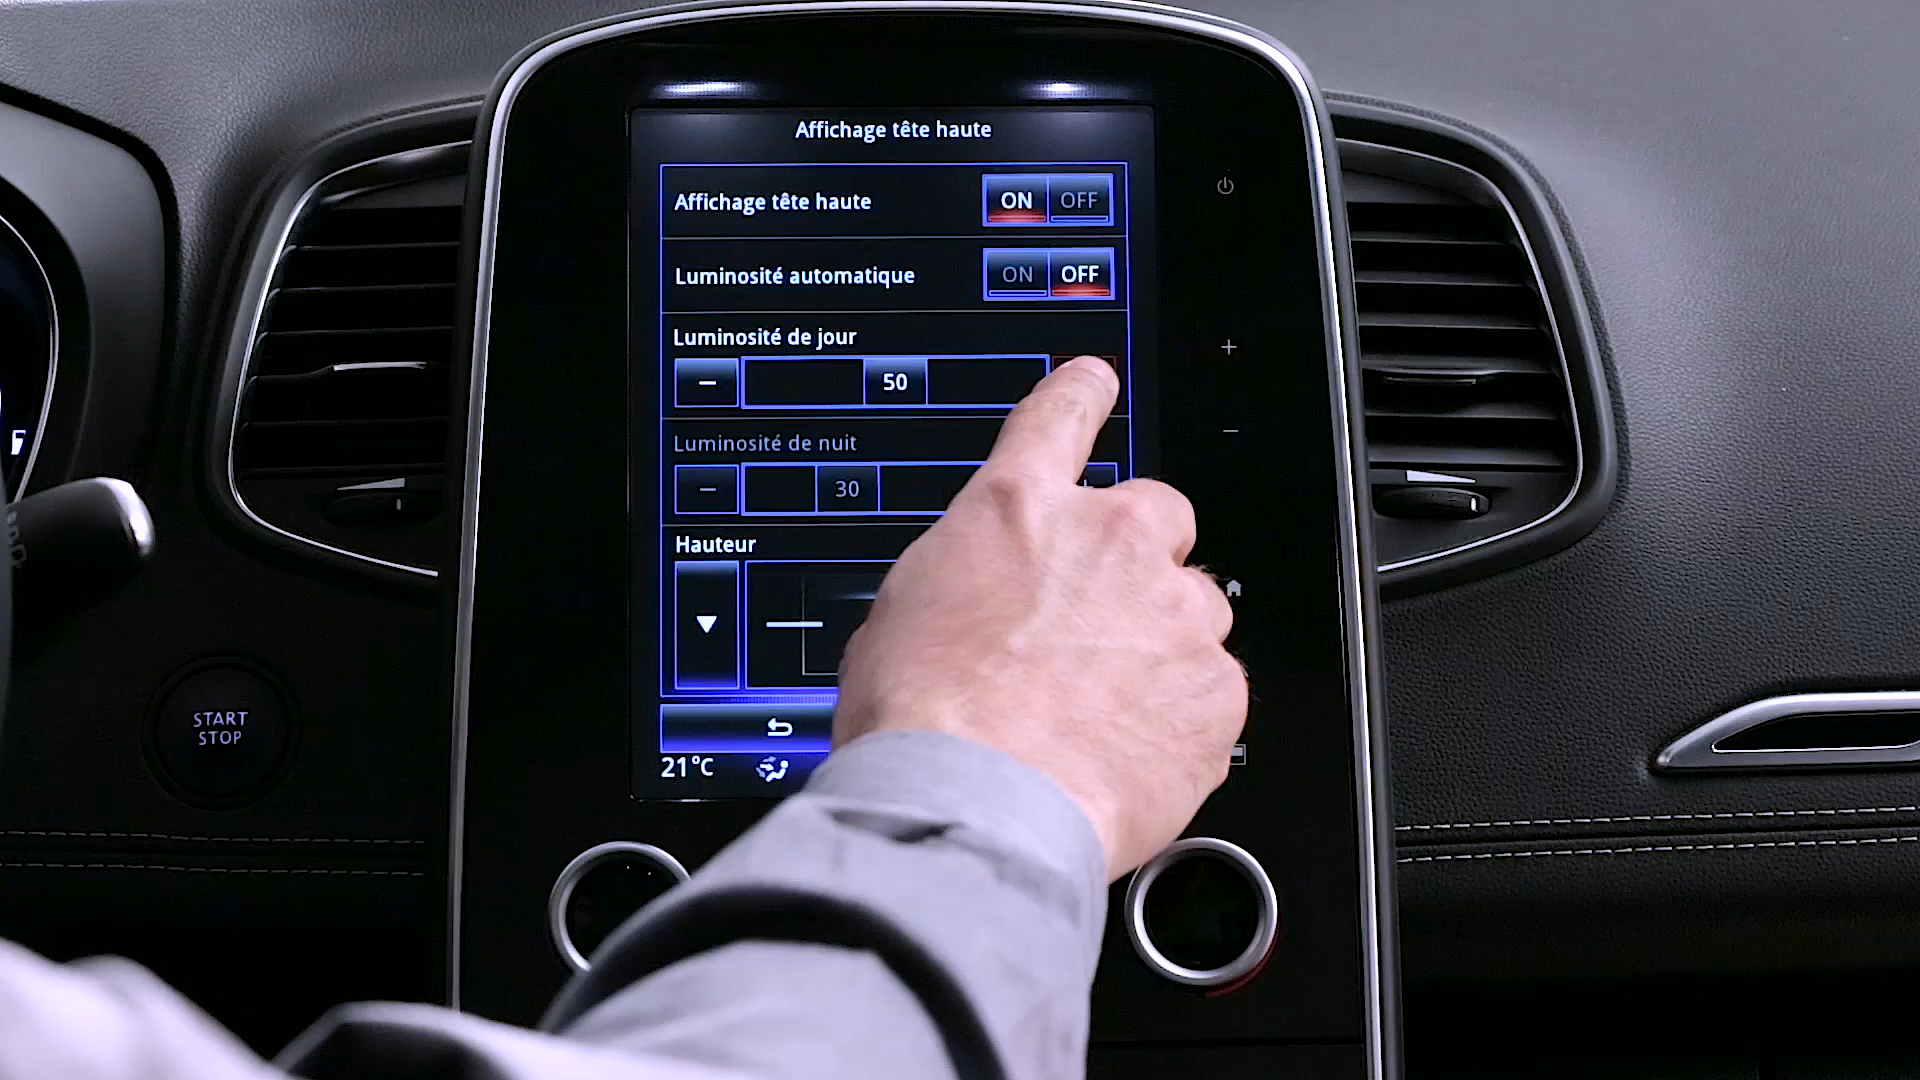 Affichage tête haute
Affichage tête haute ON OFF
Luminosité automatique ON OFF
Luminosité de jour
− 50
+
−
Luminosité de nuit
− 30
Hauteur
START
STOP
21°C